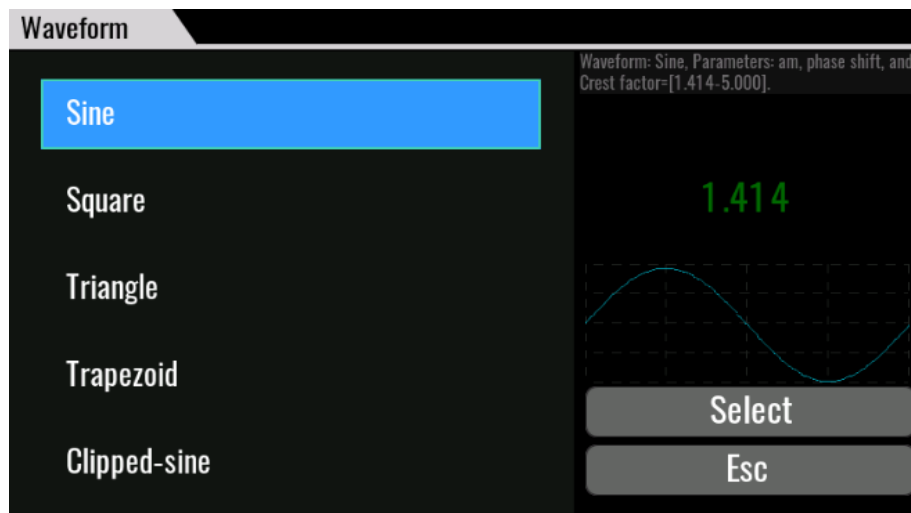 Waveform
Waveform: Sine, Parameters: am, phase shift, and
Crest factor=[1.414-5.000].
Sine
Square
Triangle
Trapezoid
Clipped-sine
1.414
Select
Esc